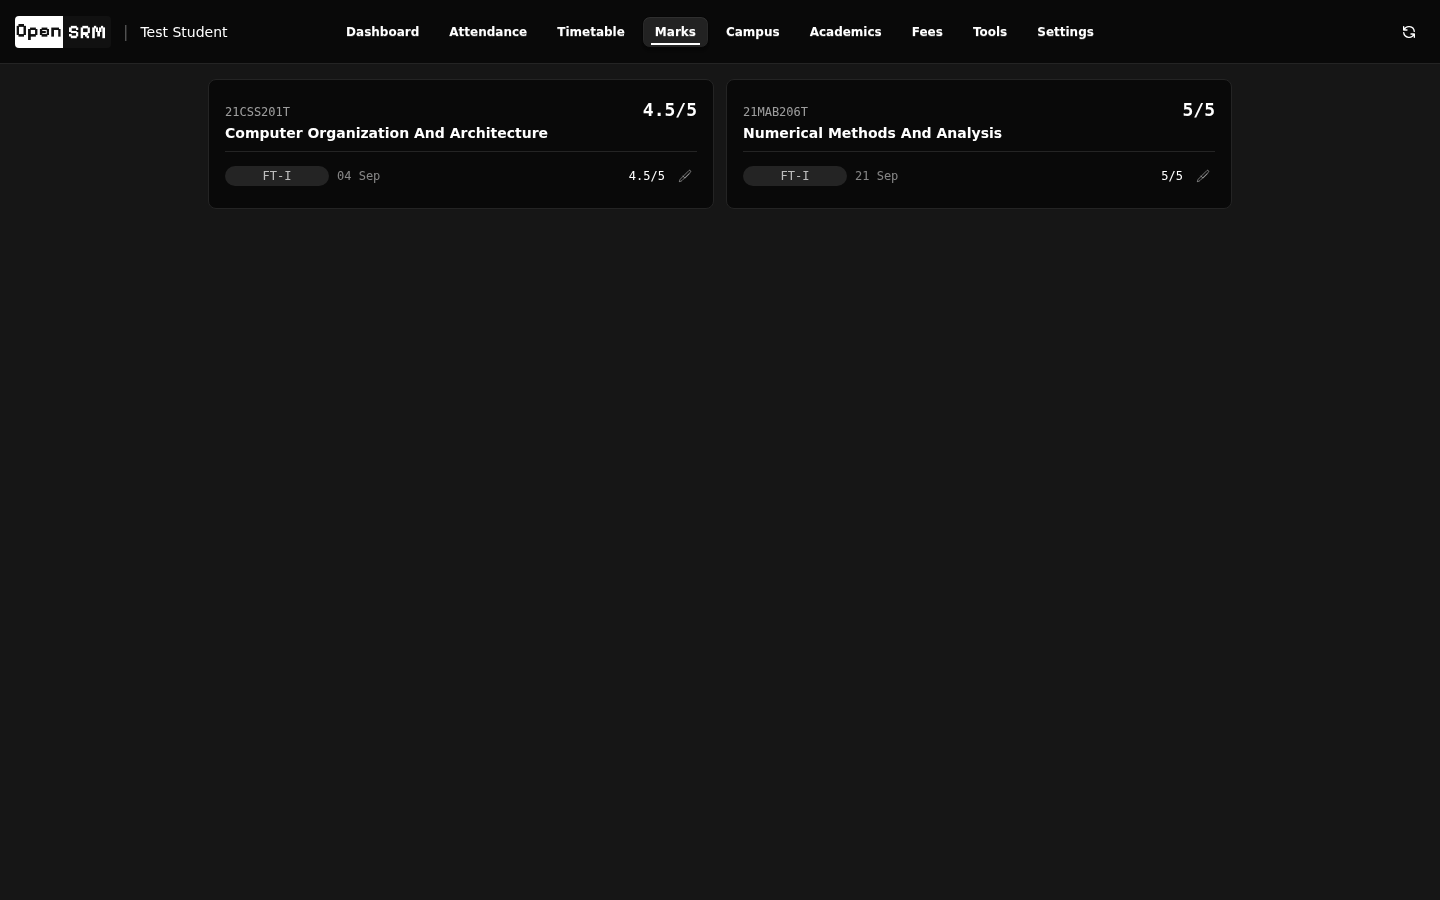 Open SRM | Test Student Dashboard Attendance Timetable Marks Campus Academics Fees Tools Settings
21CSS201T 4.5/5
Computer Organization And Architecture
FT-I 04 Sep 4.5/5
21MAB206T 5/5
Numerical Methods And Analysis
FT-I 21 Sep 5/5